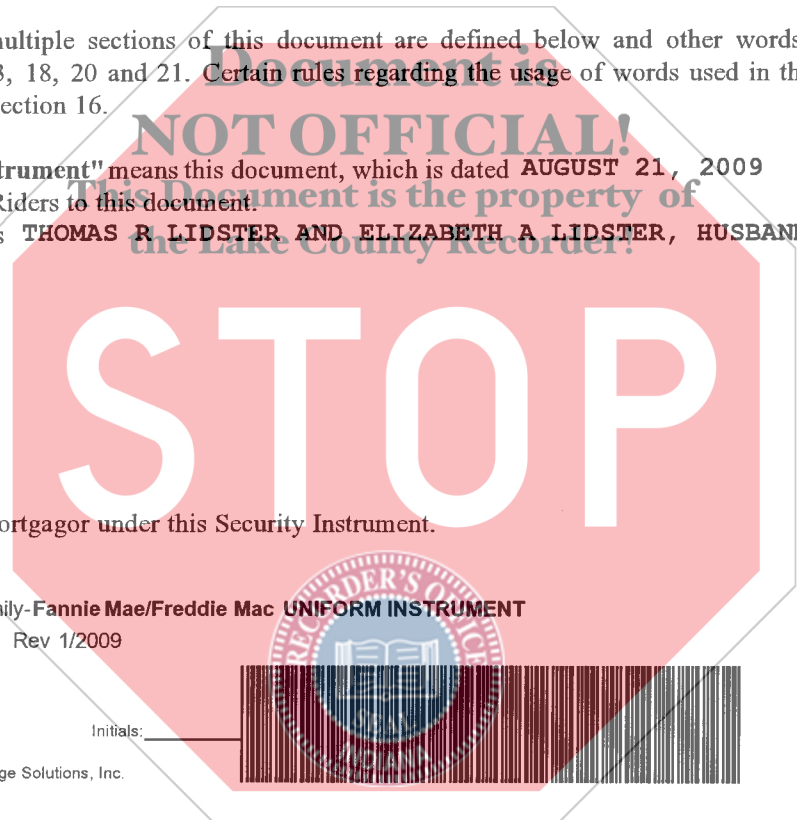 multiple sections of this document are defined below and other words
3, 18, 20 and 21. Certain rules regarding the usage of words used in th
ection 16.
Document is
NOT OFFICIAL!
This Document is the property of
the Lake County Recorder!
trument" means this document, which is dated AUGUST 21, 2009
Riders to this document.
s THOMAS R LIDSTER AND ELIZABETH A LIDSTER, HUSBAND
STOP
ortgagor under this Security Instrument.
ily-Fannie Mae/Freddie Mac UNIFORM INSTRUMENT
Rev 1/2009
RECORDER'S OFFICE
SEAL
INDIANA
Initials:
ge Solutions, Inc.